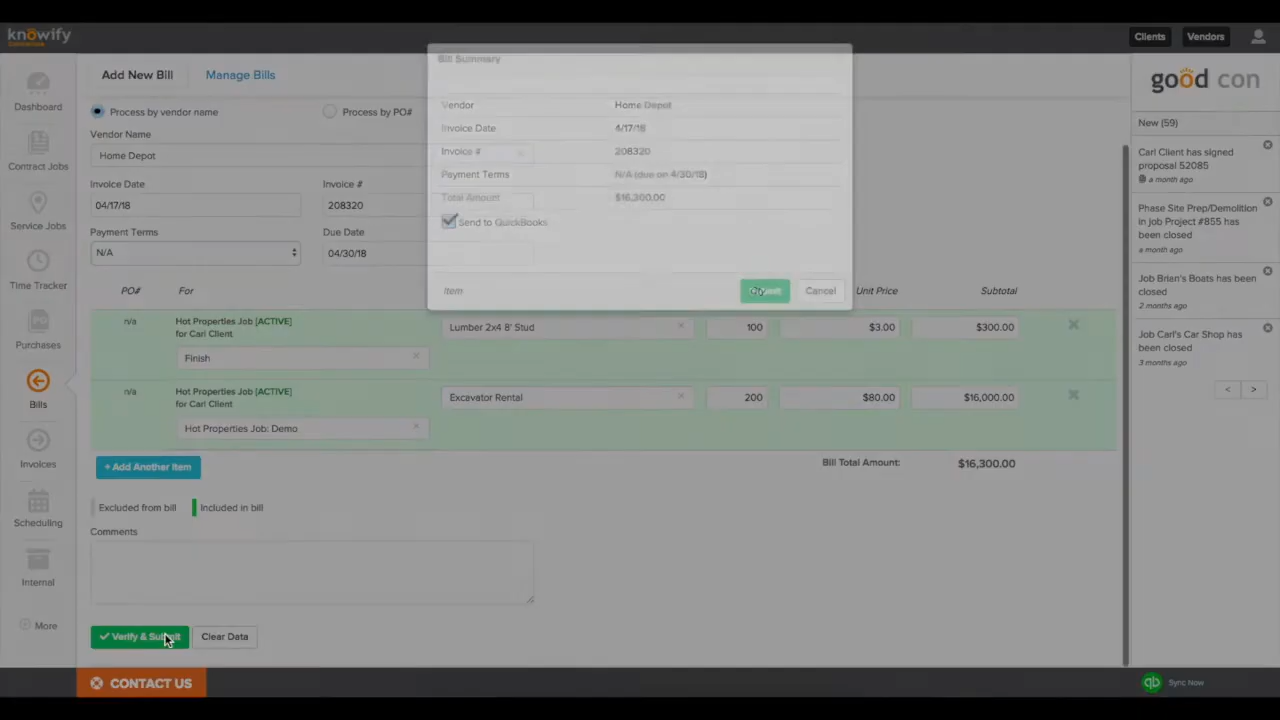 knowify
Clients
Vendors
Dashboard
Contract Jobs
Service Jobs
Time Tracker
Purchases
Bills
Invoices
Scheduling
Internal
More
Add New Bill
Manage Bills
Process by vendor name
Process by PO#
Vendor Name
Home Depot
Invoice Date
Invoice #
04/17/18
208320
Payment Terms
Due Date
N/A
04/30/18
Bill Summary
Vendor
Home Depot
Invoice Date
4/17/18
Invoice #
208320
Payment Terms
N/A (due on 4/30/18)
Total Amount
$16,300.00
Send to QuickBooks
Submit
Cancel
PO#
For
Item
Unit Price
Subtotal
n/a
Hot Properties Job [ACTIVE]
for Carl Client
Finish
Lumber 2x4 8' Stud
100
$3.00
$300.00
n/a
Hot Properties Job [ACTIVE]
for Carl Client
Hot Properties Job: Demo
Excavator Rental
200
$80.00
$16,000.00
+ Add Another Item
Bill Total Amount:
$16,300.00
Excluded from bill
Included in bill
Comments
Verify & Submit
Clear Data
CONTACT US
good con
New (59)
Carl Client has signed
proposal 52085
a month ago
Phase Site Prep/Demolition
in job Project #855 has
been closed
a month ago
Job Brien's Boats has been
closed
2 months ago
Job Carl's Car Shop has
been closed
3 months ago
<
>
qb
Sync Now